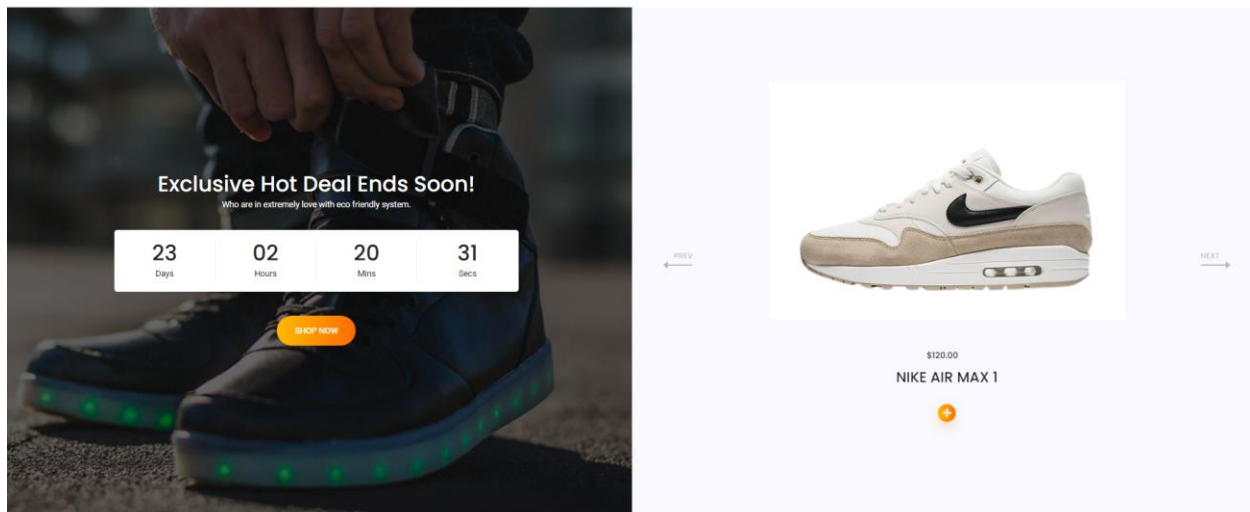 Exclusive Hot Deal Ends Soon!
Who are in extremely love with eco friendly system.
23 02 20 31
Days Hours Mins Secs
SHOP NOW
PREV
NEXT
$120.00
NIKE AIR MAX 1